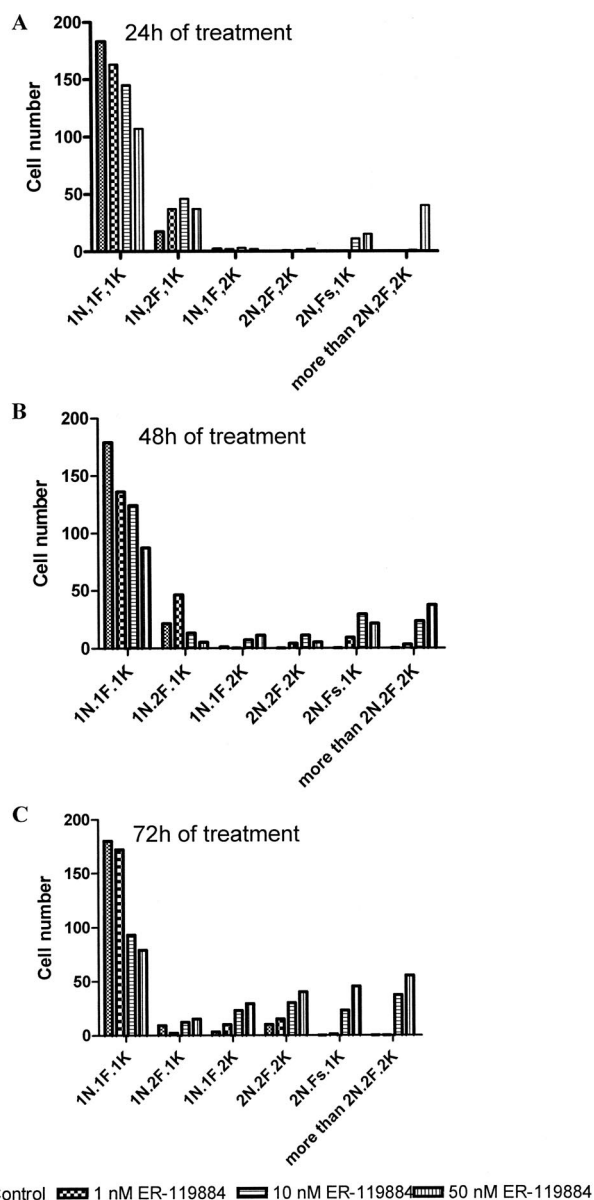 A
24h of treatment
Cell number
200
150
100
50
0
1N,1F,1K
1N,2F,1K
1N,1F,2K
2N,2F,2K
2N,Fs,1K
more than 2N,2F,2K
B
48h of treatment
Cell number
200
150
100
50
0
1N.1F.1K
1N.2F.1K
1N.1F.2K
2N.2F.2K
2N.Fs.1K
more than 2N.2F.2K
C
72h of treatment
Cell number
200
150
100
50
0
1N.1F.1K
1N.2F.1K
1N.1F.2K
2N.2F.2K
2N.Fs.1K
more than 2N.2F.2K
ontrol 1 nM ER-119884 10 nM ER-119884 50 nM ER-119884